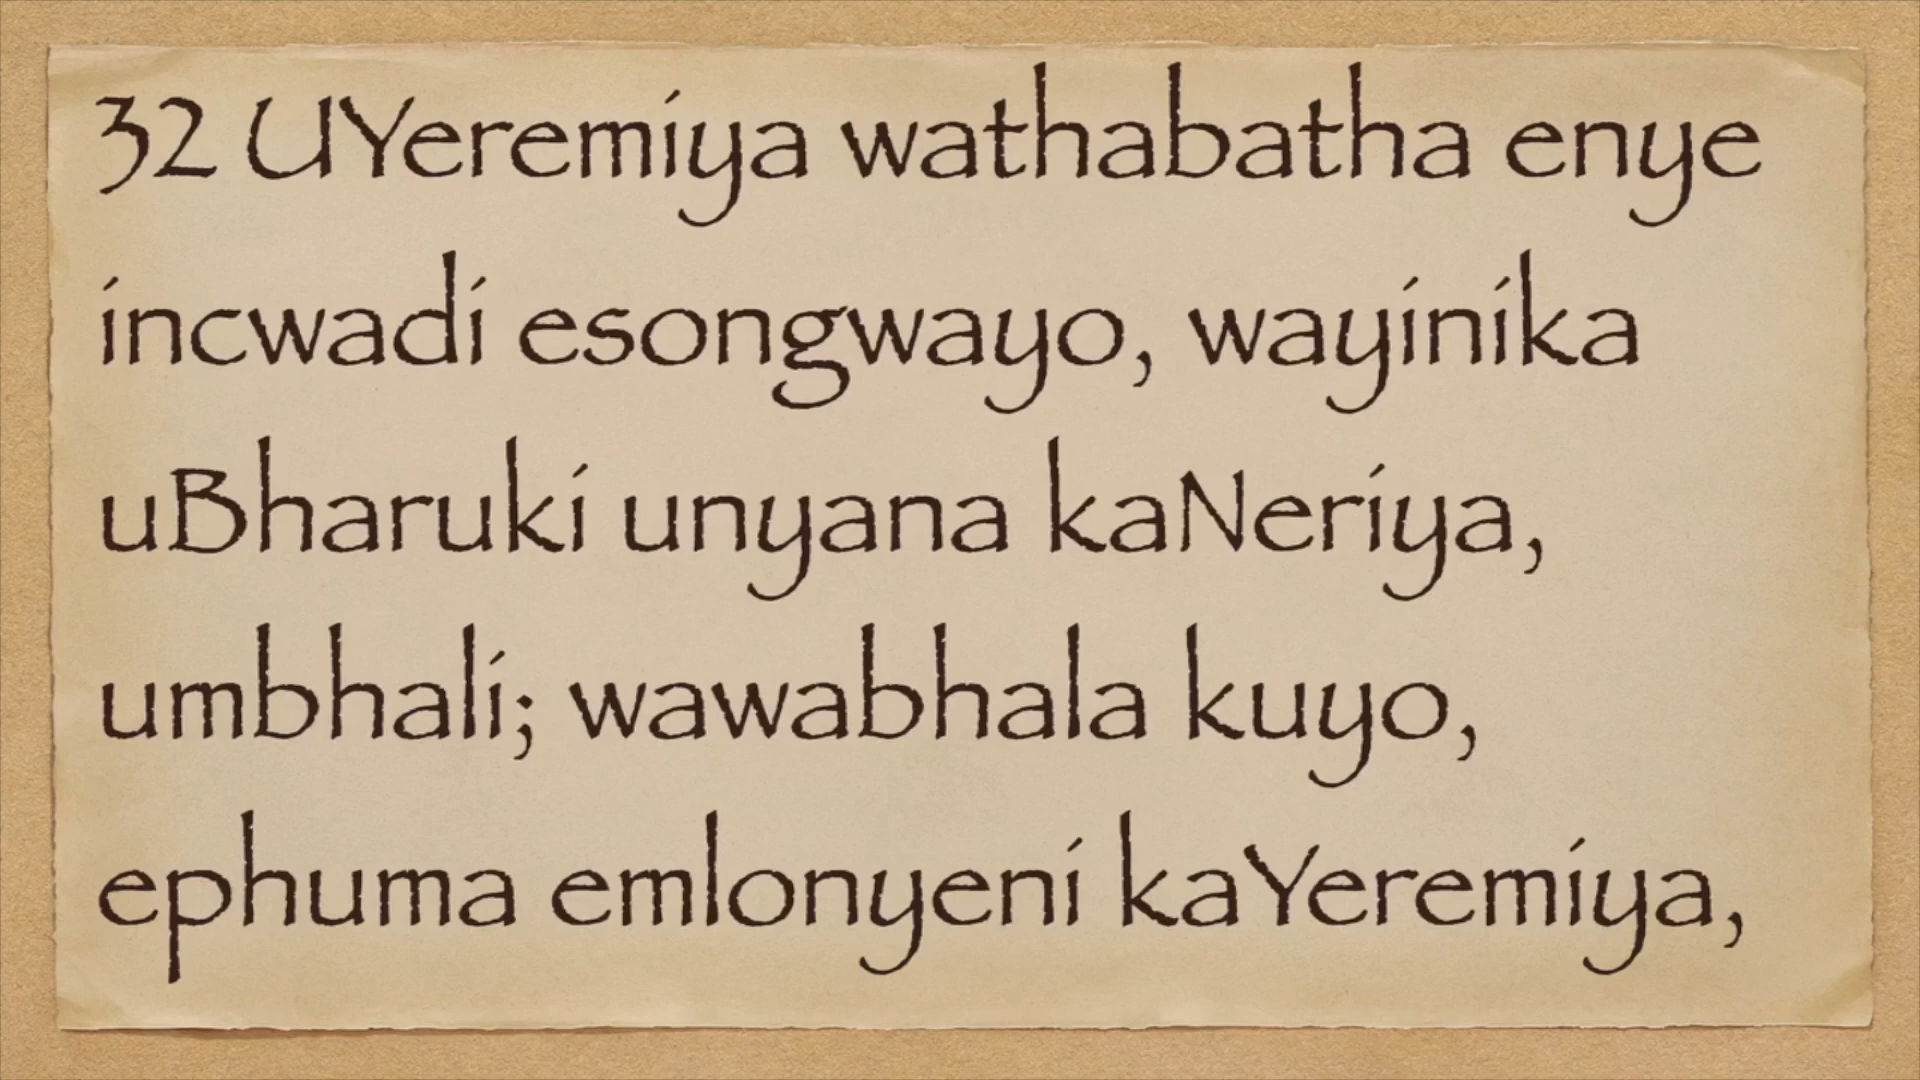 32 UYeremiya wathabatha enye
incwadi esongwayo, wayinika
uBharuki unyana kaNeriya,
umbhali; wawabhala kuyo,
ephuma emlonyeni kaYeremiya,